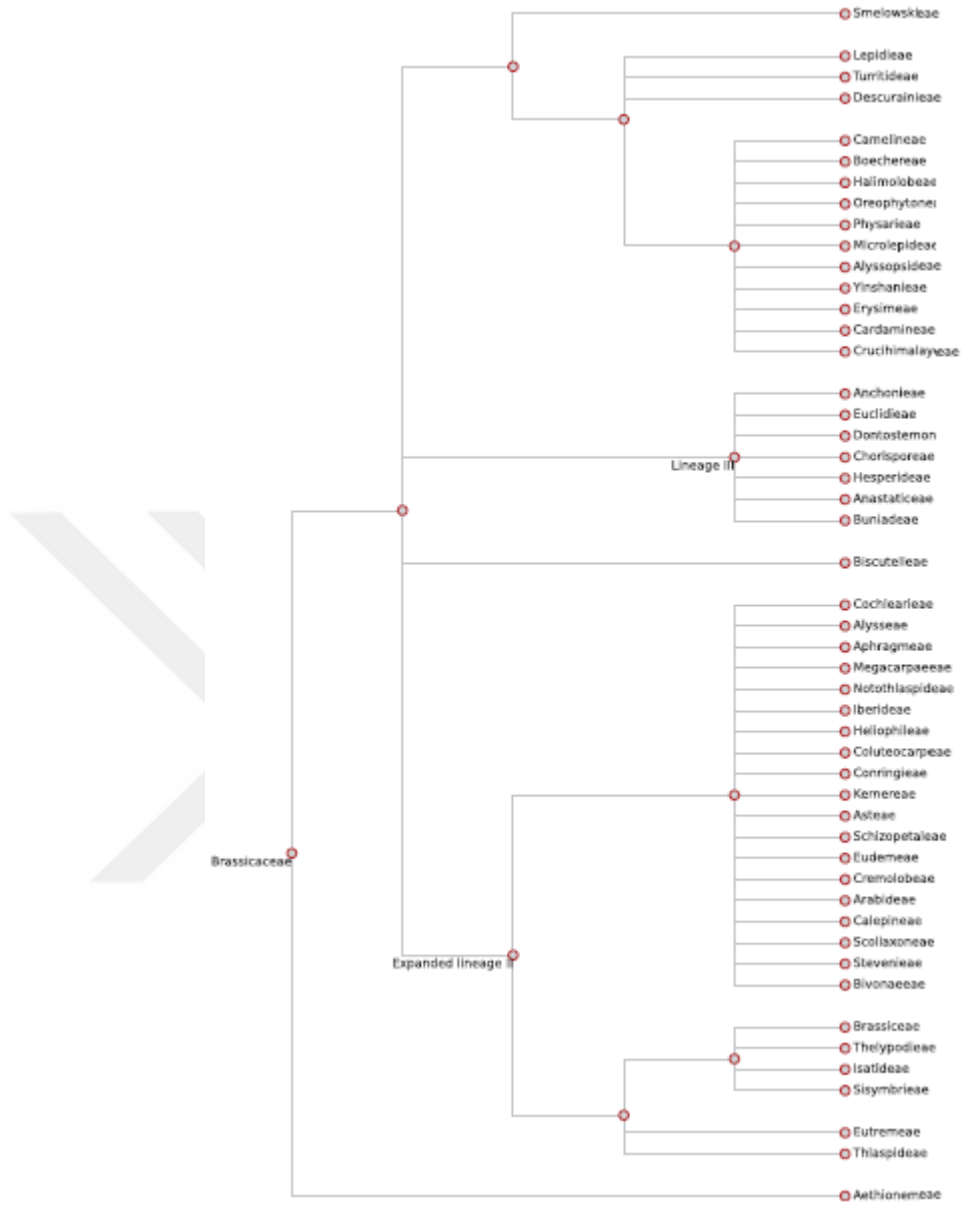 Smelowskieae
Lepidieae
Turritideae
Descurainieae
Camelineae
Boechereae
Halimolobeae
Oreophytone
Physarieae
Microlepideae
Alyssopsideae
Yinshanieae
Erysimeae
Cardamineae
Crucihimalayeae
Anchonieae
Euclidieae
Dontostemon
Lineage III
Chorisporeae
Hesperideae
Anastaticeae
Buniadeae
Biscutelleae
Cochlearieae
Alysseae
Aphragmeae
Megacarpaeeae
Notothlaspideae
Iberideae
Heliophileae
Coluteocarpeae
Conringieae
Kernereae
Asteae
Schizopetaleae
Brassicaceae
Eudemeae
Cremolobeae
Arabideae
Calepineae
Scoliaxoneae
Expanded lineage II
Stevenieae
Bivonaeeae
Brassiceae
Thelypodieae
Isatideae
Sisymbrieae
Eutremeae
Thlaspideae
Aethionemeae